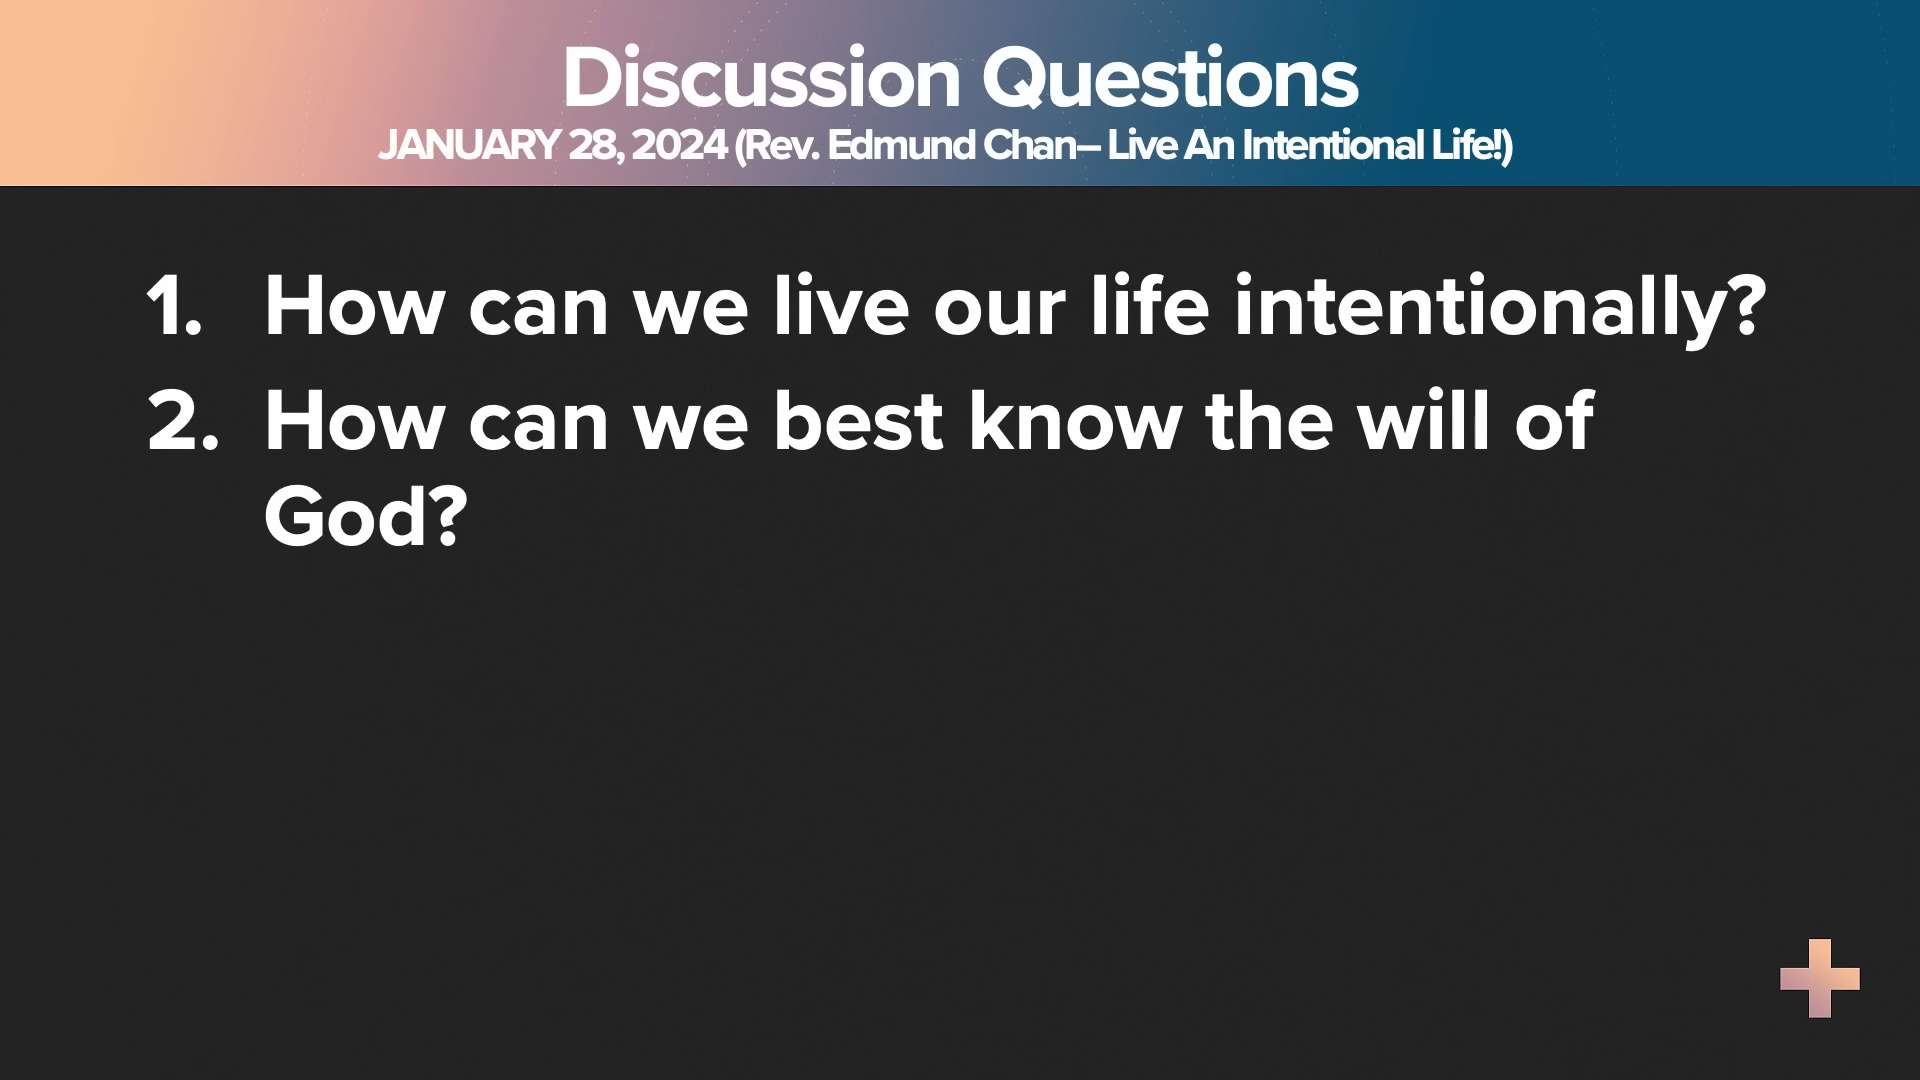 Discussion Questions
JANUARY 28, 2024 (Rev. Edmund Chan– Live An Intentional Life!)
1. How can we live our life intentionally?
2. How can we best know the will of
God?